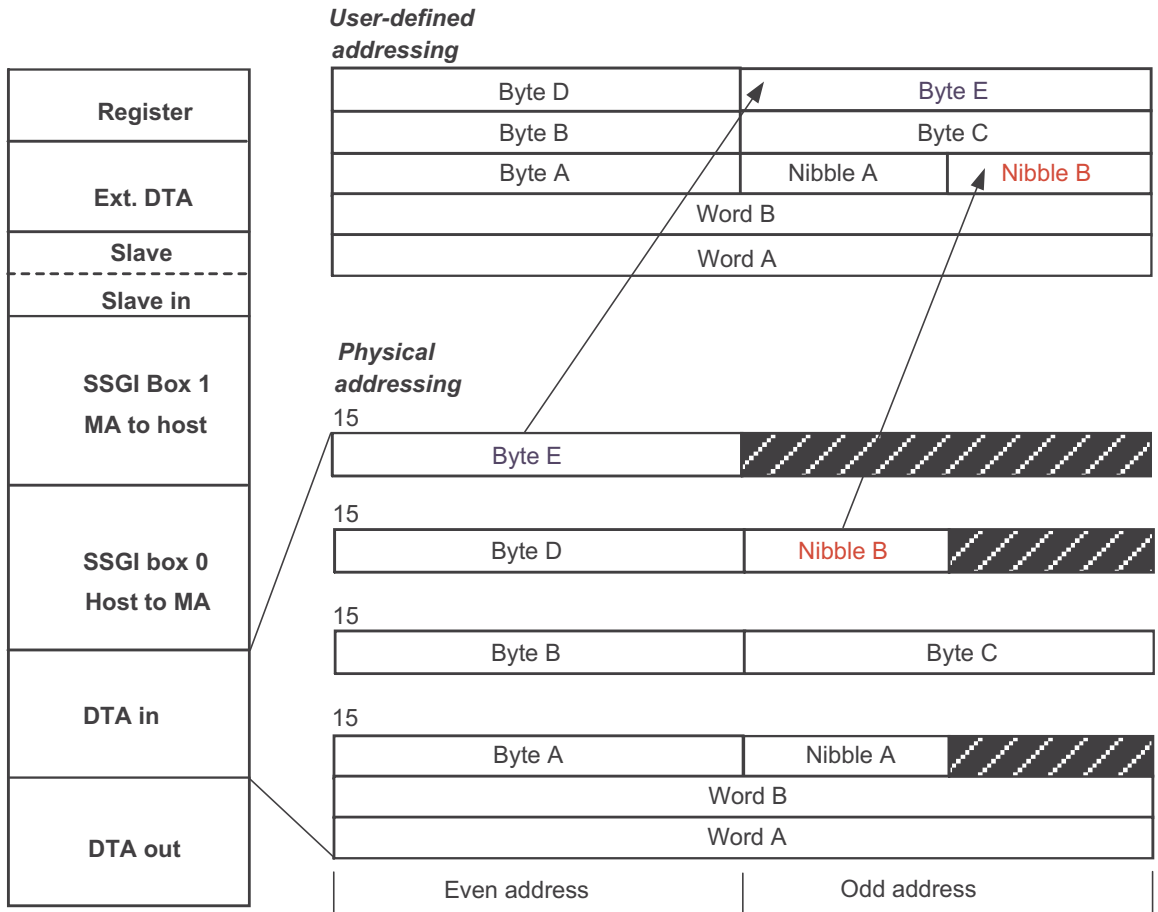 User-defined
addressing
Register
Ext. DTA
Slave
Slave in
SSGI Box 1
MA to host
SSGI box 0
Host to MA
DTA in
DTA out
Byte D Byte E
Byte B Byte C
Byte A Nibble A Nibble B
Word B
Word A
Physical
addressing
15
Byte E
15
Byte D Nibble B
15
Byte B Byte C
15
Byte A Nibble A
Word B
Word A
Even address Odd address